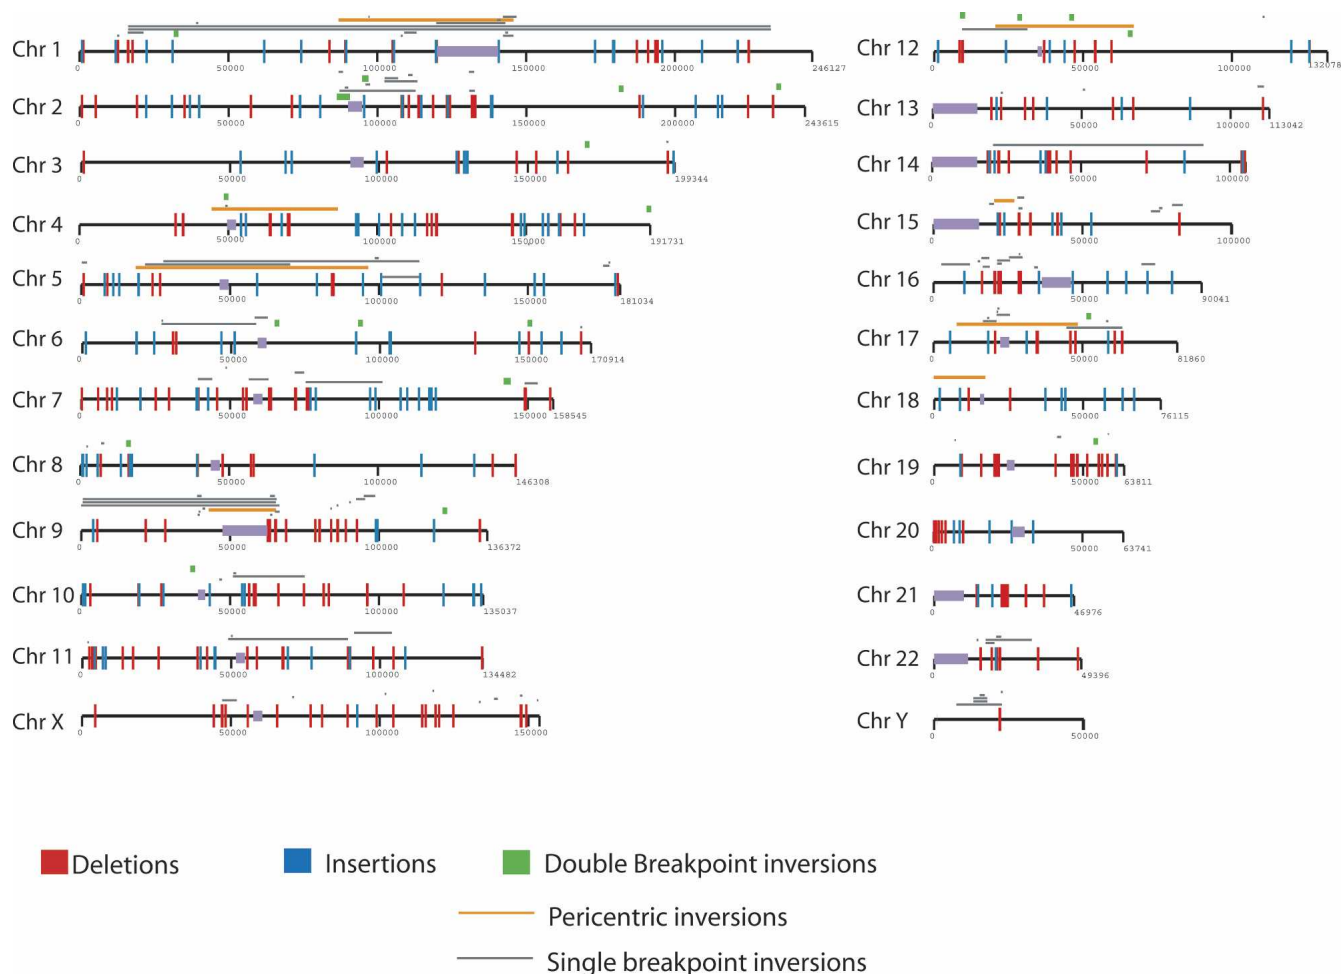 Chr 1
0 50000 100000 150000 200000 246127
Chr 2
0 50000 100000 150000 200000 243615
Chr 3
0 50000 100000 150000 199344
Chr 4
0 50000 100000 150000 191731
Chr 5
0 50000 100000 150000 181034
Chr 6
0 50000 100000 150000 170914
Chr 7
0 50000 100000 150000 158545
Chr 8
0 50000 100000 146308
Chr 9
0 50000 100000 136372
Chr 10
0 50000 100000 135037
Chr 11
0 50000 100000 134482
Chr X
0 50000 100000 150000
Chr 12
0 50000 100000 132078
Chr 13
0 50000 100000 113042
Chr 14
0 50000 100000
Chr 15
0 50000 100000
Chr 16
0 50000 90041
Chr 17
0 50000 81860
Chr 18
0 50000 76115
Chr 19
0 50000 63811
Chr 20
0 50000 63741
Chr 21
0 46976
Chr 22
0 49396
Chr Y
0 50000
Deletions
Insertions
Double Breakpoint inversions
Pericentric inversions
Single breakpoint inversions